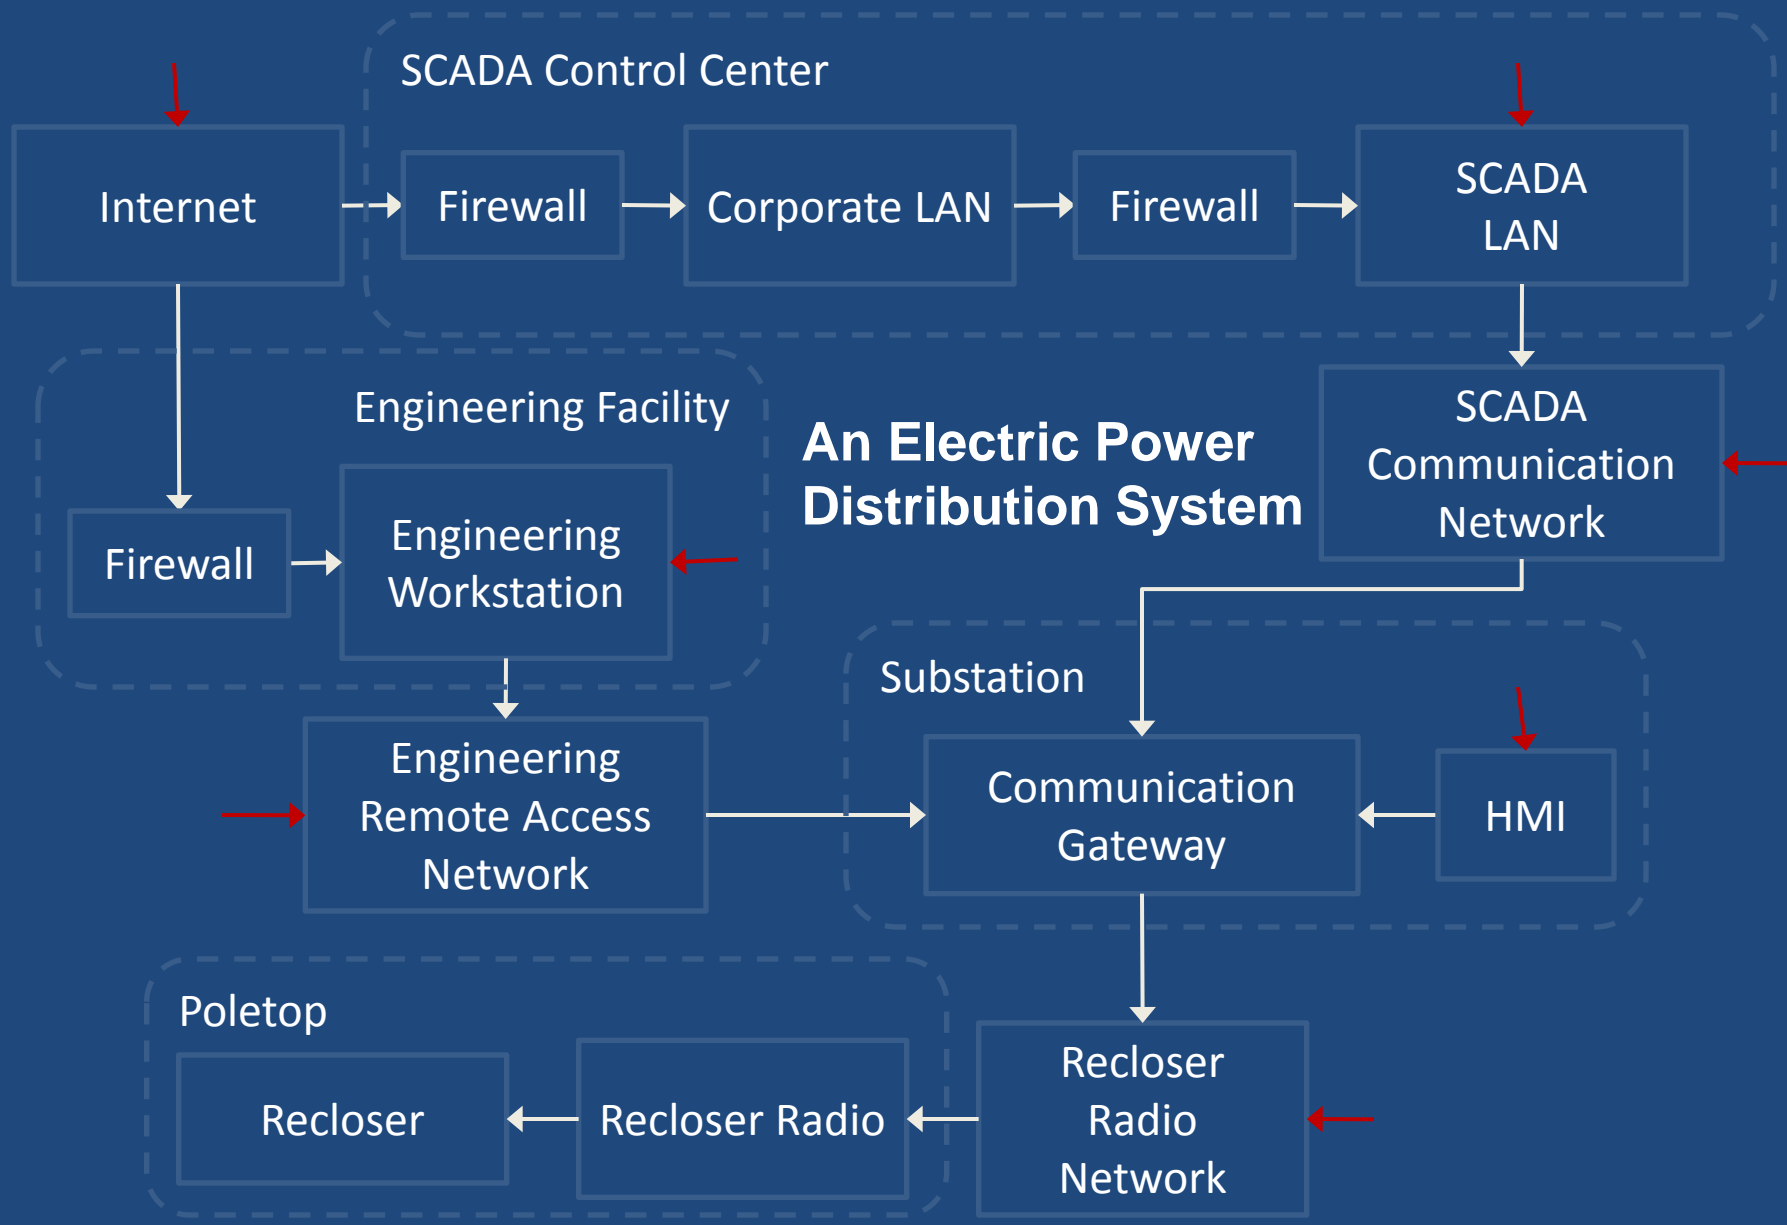 SCADA Control Center
Internet
Firewall
Corporate LAN
Firewall
SCADA
LAN
Engineering Facility
An Electric Power
Distribution System
SCADA
Communication
Network
Firewall
Engineering
Workstation
Substation
Engineering
Remote Access
Network
Communication
Gateway
HMI
Poletop
Recloser
Recloser Radio
Recloser
Radio
Network